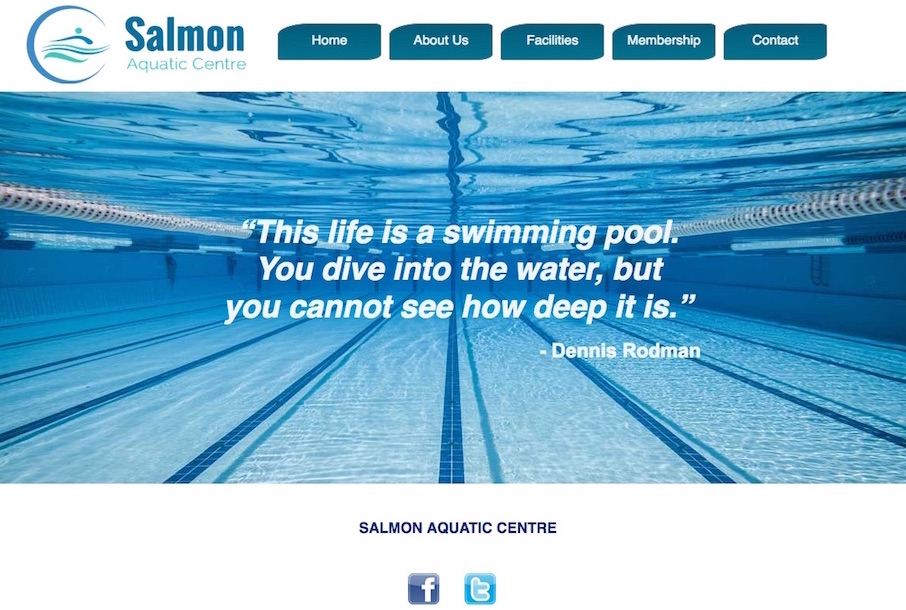 Salmon
Aquatic Centre
Home
About Us
Facilities
Membership
Contact
“This life is a swimming pool.
You dive into the water, but
you cannot see how deep it is.”
- Dennis Rodman
SALMON AQUATIC CENTRE
f
t